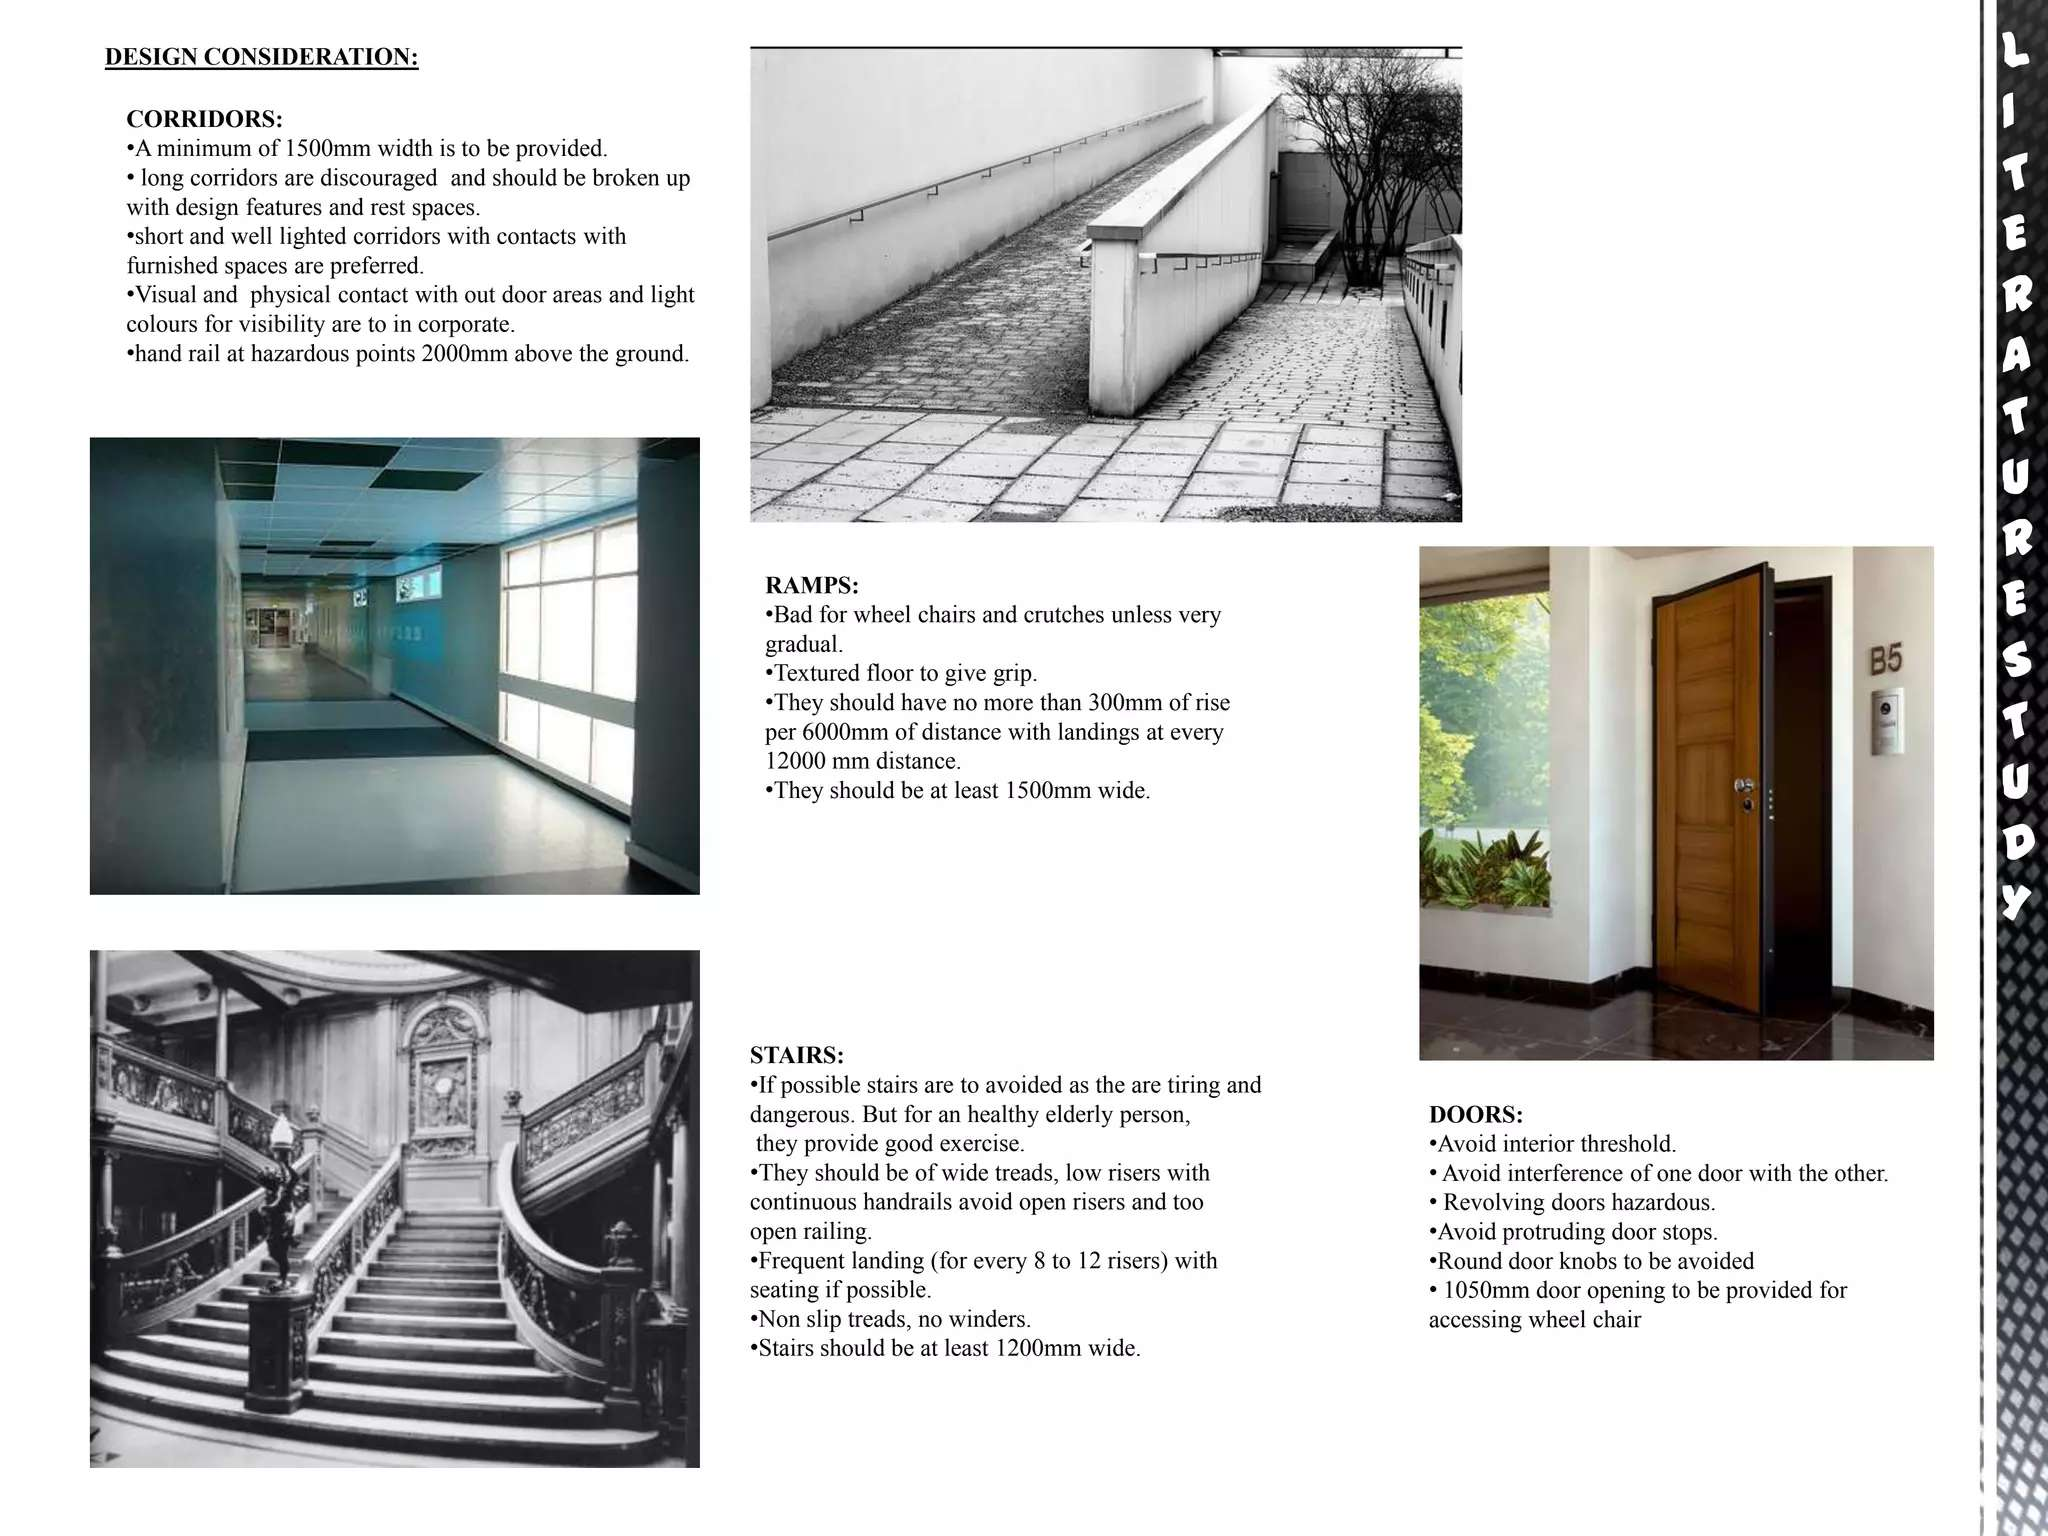 DESIGN CONSIDERATION:
CORRIDORS:
•A minimum of 1500mm width is to be provided.
• long corridors are discouraged  and should be broken up
with design features and rest spaces.
•short and well lighted corridors with contacts with
furnished spaces are preferred.
•Visual and  physical contact with out door areas and light
colours for visibility are to in corporate.
•hand rail at hazardous points 2000mm above the ground.
RAMPS:
•Bad for wheel chairs and crutches unless very
gradual.
•Textured floor to give grip.
•They should have no more than 300mm of rise
per 6000mm of distance with landings at every
12000 mm distance.
•They should be at least 1500mm wide.
B5
STAIRS:
•If possible stairs are to avoided as the are tiring and
dangerous. But for an healthy elderly person,
they provide good exercise.
•They should be of wide treads, low risers with
continuous handrails avoid open risers and too
open railing.
•Frequent landing (for every 8 to 12 risers) with
seating if possible.
•Non slip treads, no winders.
•Stairs should be at least 1200mm wide.
DOORS:
•Avoid interior threshold.
• Avoid interference of one door with the other.
• Revolving doors hazardous.
•Avoid protruding door stops.
•Round door knobs to be avoided
• 1050mm door opening to be provided for
accessing wheel chair
LITERATURESTUDY